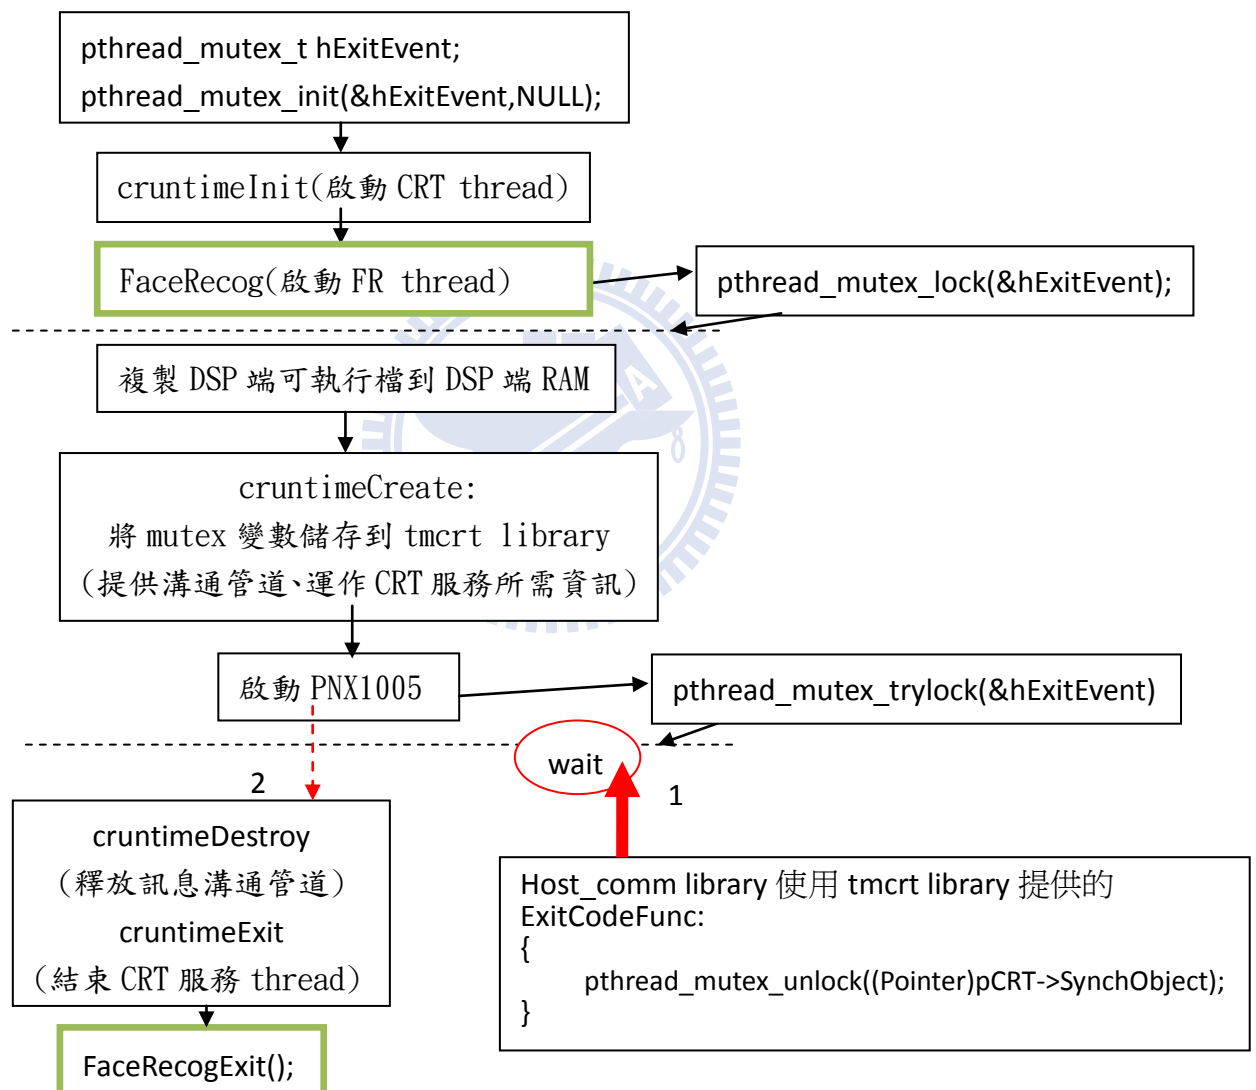 pthread_mutex_t hExitEvent;
pthread_mutex_init(&hExitEvent,NULL);
cruntimeInit(啟動 CRT thread)
FaceRecog(啟動 FR thread)
pthread_mutex_lock(&hExitEvent);
複製 DSP 端可執行檔到 DSP 端 RAM
cruntimeCreate:
將 mutex 變數儲存到 tmcrt library
(提供溝通管道、運作 CRT 服務所需資訊)
啟動 PNX1005
pthread_mutex_trylock(&hExitEvent)
wait
2
1
cruntimeDestroy
(釋放訊息溝通管道)
cruntimeExit
(結束 CRT 服務 thread)
Host_comm library 使用 tmcrt library 提供的
ExitCodeFunc:
{
pthread_mutex_unlock((Pointer)pCRT->SynchObject);
}
FaceRecogExit();